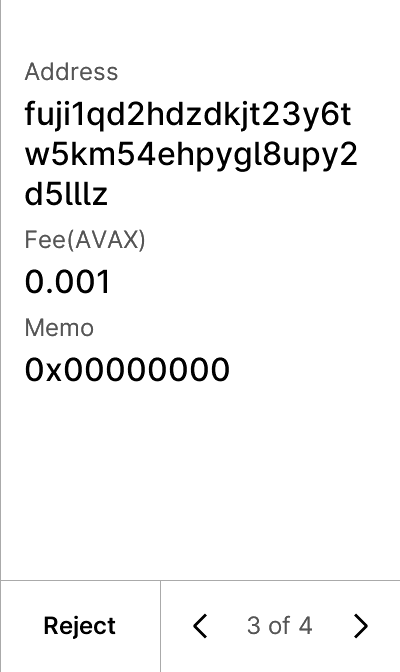 Address
fuji1qd2hdzdkjt23y6t
w5km54ehpygl8upy2
d5lllz
Fee(AVAX)
0.001
Memo
0x00000000
Reject
3 of 4